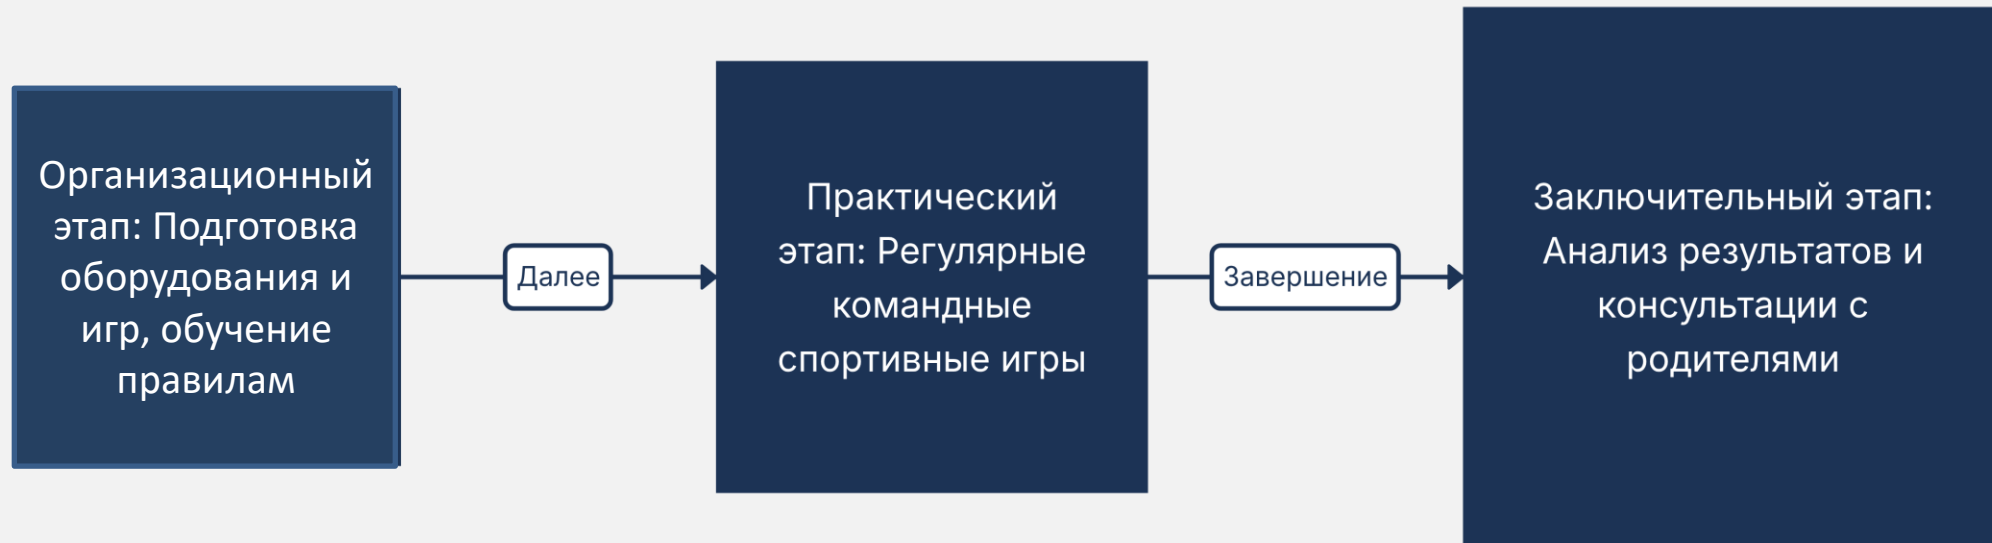 Организационный
этап: Подготовка
оборудования и
игр, обучение
правилам
Далее
Практический
этап: Регулярные
командные
спортивные игры
Завершение
Заключительный этап:
Анализ результатов и
консультации с
родителями